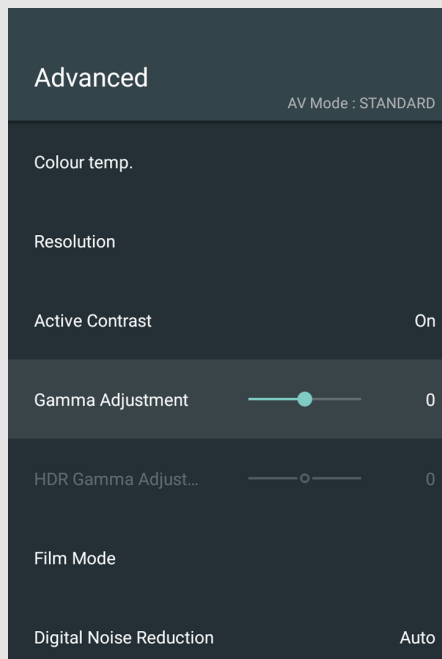 Advanced
AV Mode : STANDARD
Colour temp.
Resolution
Active Contrast On
Gamma Adjustment 0
HDR Gamma Adjust... 0
Film Mode
Digital Noise Reduction Auto